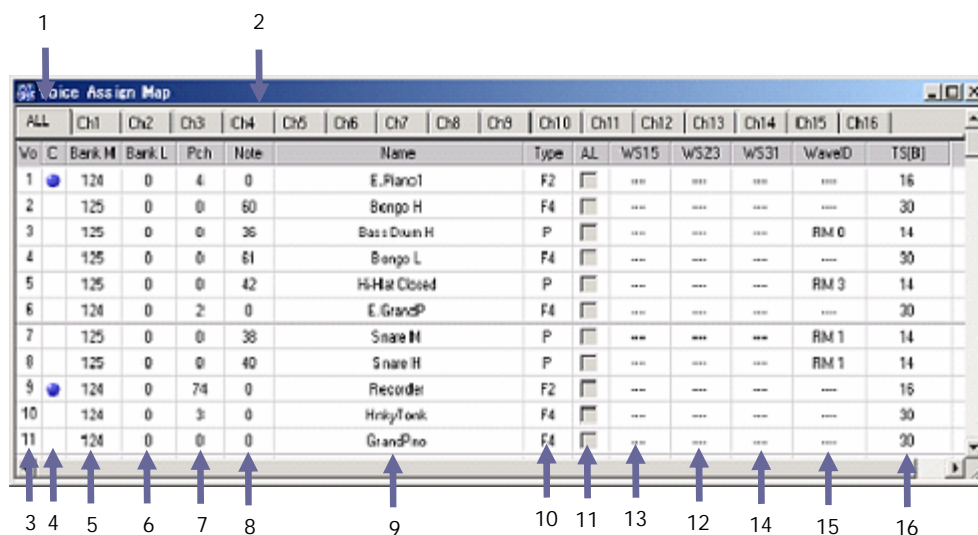 1 2
Voice Assign Map
ALL Ch1 Ch2 Ch3 Ch4 Ch5 Ch6 Ch7 Ch8 Ch9 Ch10 Ch11 Ch12 Ch13 Ch14 Ch15 Ch16
Vo C Bank M Bank L Pch Note Name Type AL WS15 WS23 WS31 WaveID TS[B]
1 124 0 4 0 E.Piano1 F2 ---- ---- ---- ---- 16
2 125 0 0 60 Bongo H F4 ---- ---- ---- ---- 30
3 125 0 0 36 Bass Drum H P ---- ---- ---- RM 0 14
4 125 0 0 61 Bongo L F4 ---- ---- ---- ---- 30
5 125 0 0 42 Hi-Hat Closed P ---- ---- ---- RM 3 14
6 124 0 2 0 E.GrandP F4 ---- ---- ---- ---- 30
7 125 0 0 38 Snare M P ---- ---- ---- RM 1 14
8 125 0 0 40 Snare H P ---- ---- ---- RM 1 14
9 124 0 74 0 Recorder F2 ---- ---- ---- ---- 16
10 124 0 3 0 HnkyTonk F4 ---- ---- ---- ---- 30
11 124 0 0 0 GrandPno F4 ---- ---- ---- ---- 30
3 4 5 6 7 8 9 10 11 13 12 14 15 16